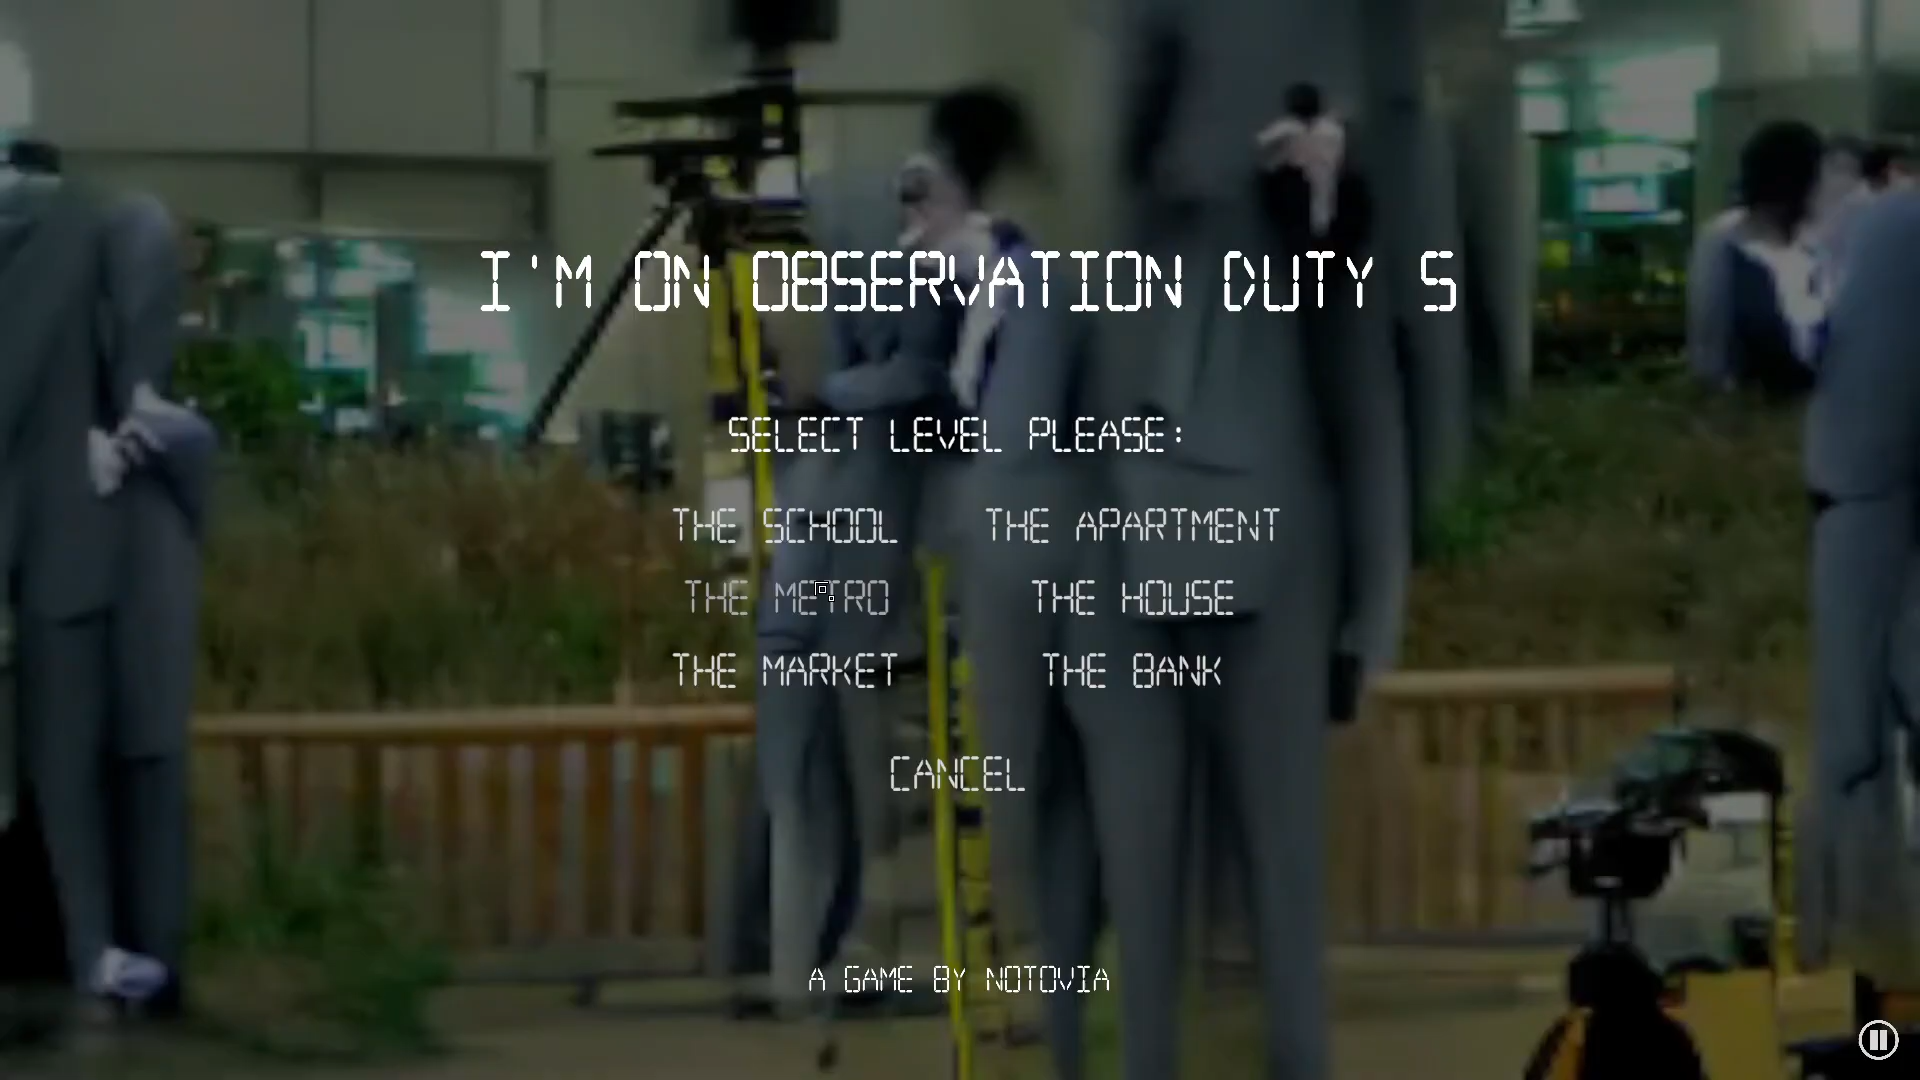 I'M ON OBSERVATION DUTY 5
SELECT LEVEL PLEASE:
THE SCHOOL THE APARTMENT
THE METRO THE HOUSE
THE MARKET THE BANK
CANCEL
A GAME BY NOTOVIA